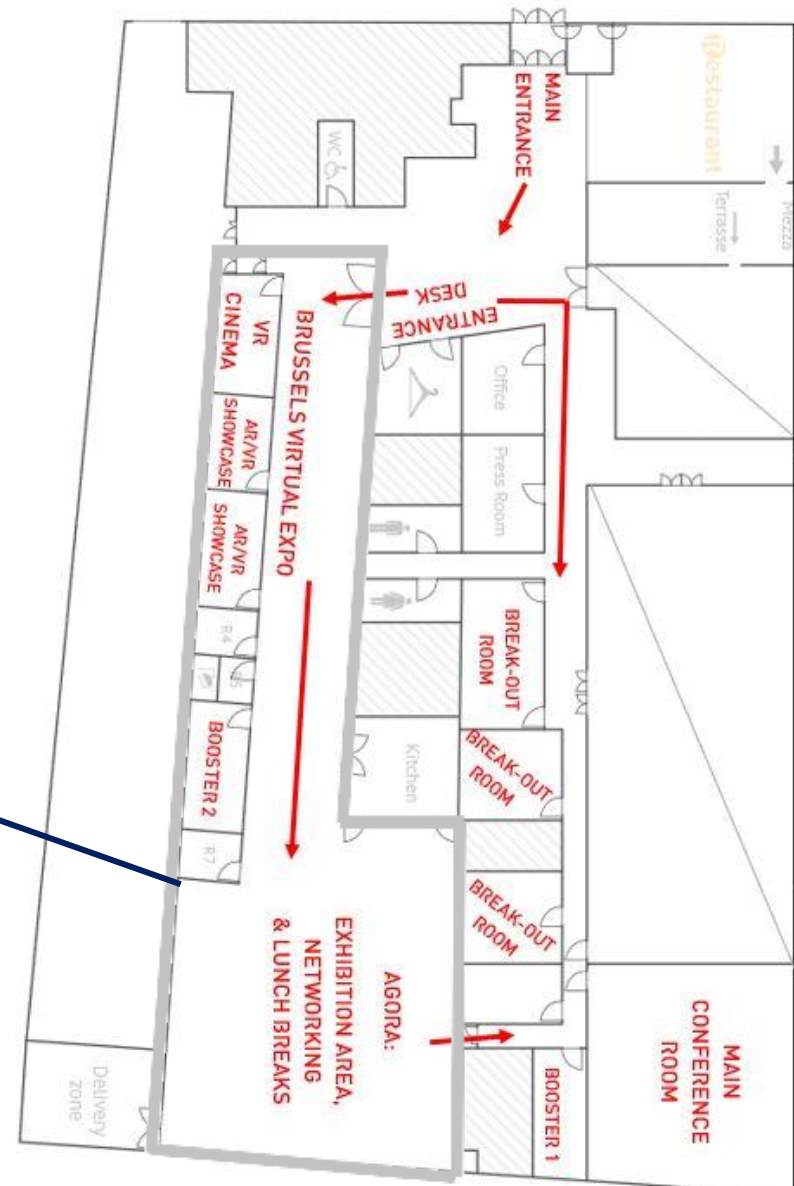 MAIN
ENTRANCE
Restaurant
Mezza
Terrasse
WC
ENTRANCE
DESK
VR
CINEMA
BRUSSELS VIRTUAL EXPO
Office
AR/VR
SHOWCASE
Press Room
AR/VR
SHOWCASE
R4
R5
BREAK-OUT
ROOM
BOOSTER 2
Kitchen
BREAK-OUT
ROOM
R7
BREAK-OUT
ROOM
AGORA:
EXHIBITION AREA,
NETWORKING
& LUNCH BREAKS
MAIN
CONFERENCE
ROOM
BOOSTER 1
Delivery
zone